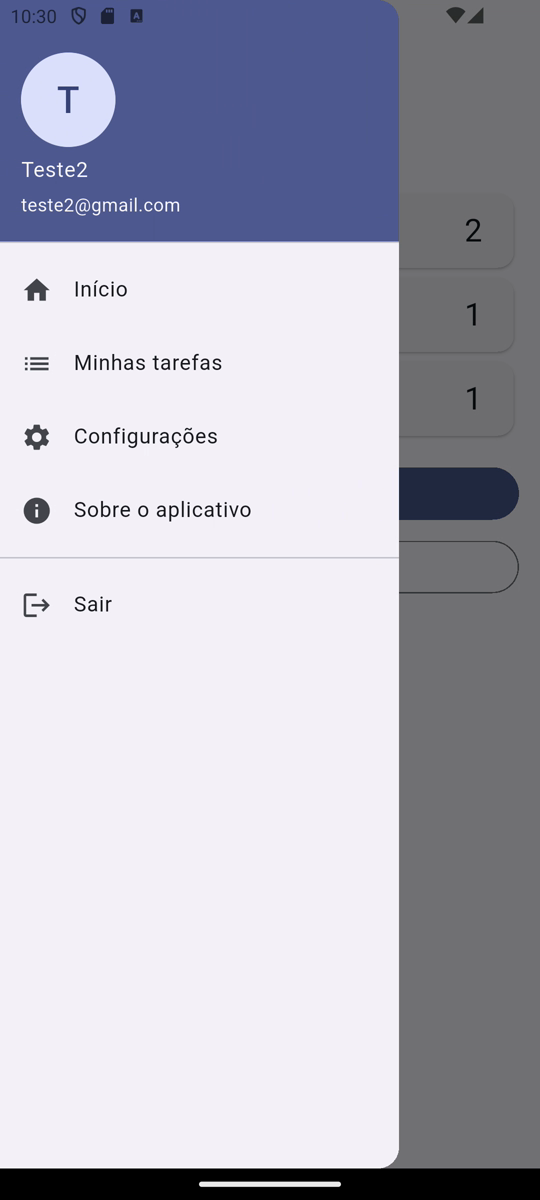 10:30
A
T
Teste2
teste2@gmail.com
Início
Minhas tarefas
Configurações
Sobre o aplicativo
Sair
2
1
1